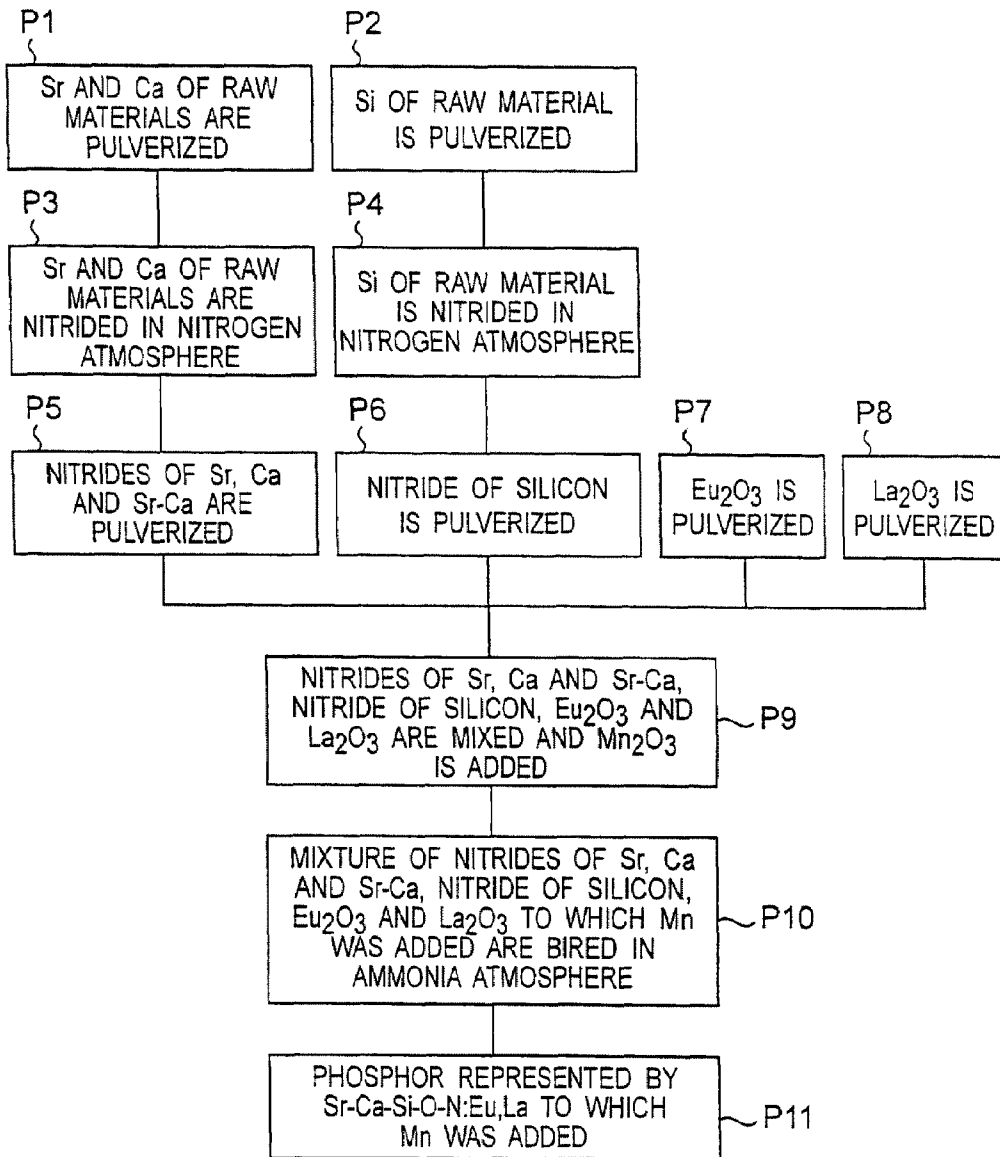 P1
Sr AND Ca OF RAW
MATERIALS ARE
PULVERIZED
P2
Si OF RAW MATERIAL
IS PULVERIZED
P3
Sr AND Ca OF RAW
MATERIALS ARE
NITRIDED IN NITROGEN
ATMOSPHERE
P4
Si OF RAW MATERIAL
IS NITRIDED IN
NITROGEN ATMOSPHERE
P5
NITRIDES OF Sr, Ca
AND Sr-Ca ARE
PULVERIZED
P6
NITRIDE OF SILICON
IS PULVERIZED
P7
Eu₂O₃ IS
PULVERIZED
P8
La₂O₃ IS
PULVERIZED
NITRIDES OF Sr, Ca AND Sr-Ca,
NITRIDE OF SILICON, Eu₂O₃ AND
La₂O₃ ARE MIXED AND Mn₂O₃
IS ADDED
P9
MIXTURE OF NITRIDES OF Sr, Ca
AND Sr-Ca, NITRIDE OF SILICON,
Eu₂O₃ AND La₂O₃ TO WHICH Mn
WAS ADDED ARE BIRED IN
AMMONIA ATMOSPHERE
P10
PHOSPHOR REPRESENTED BY
Sr-Ca-Si-O-N:Eu,La TO WHICH
Mn WAS ADDED
P11